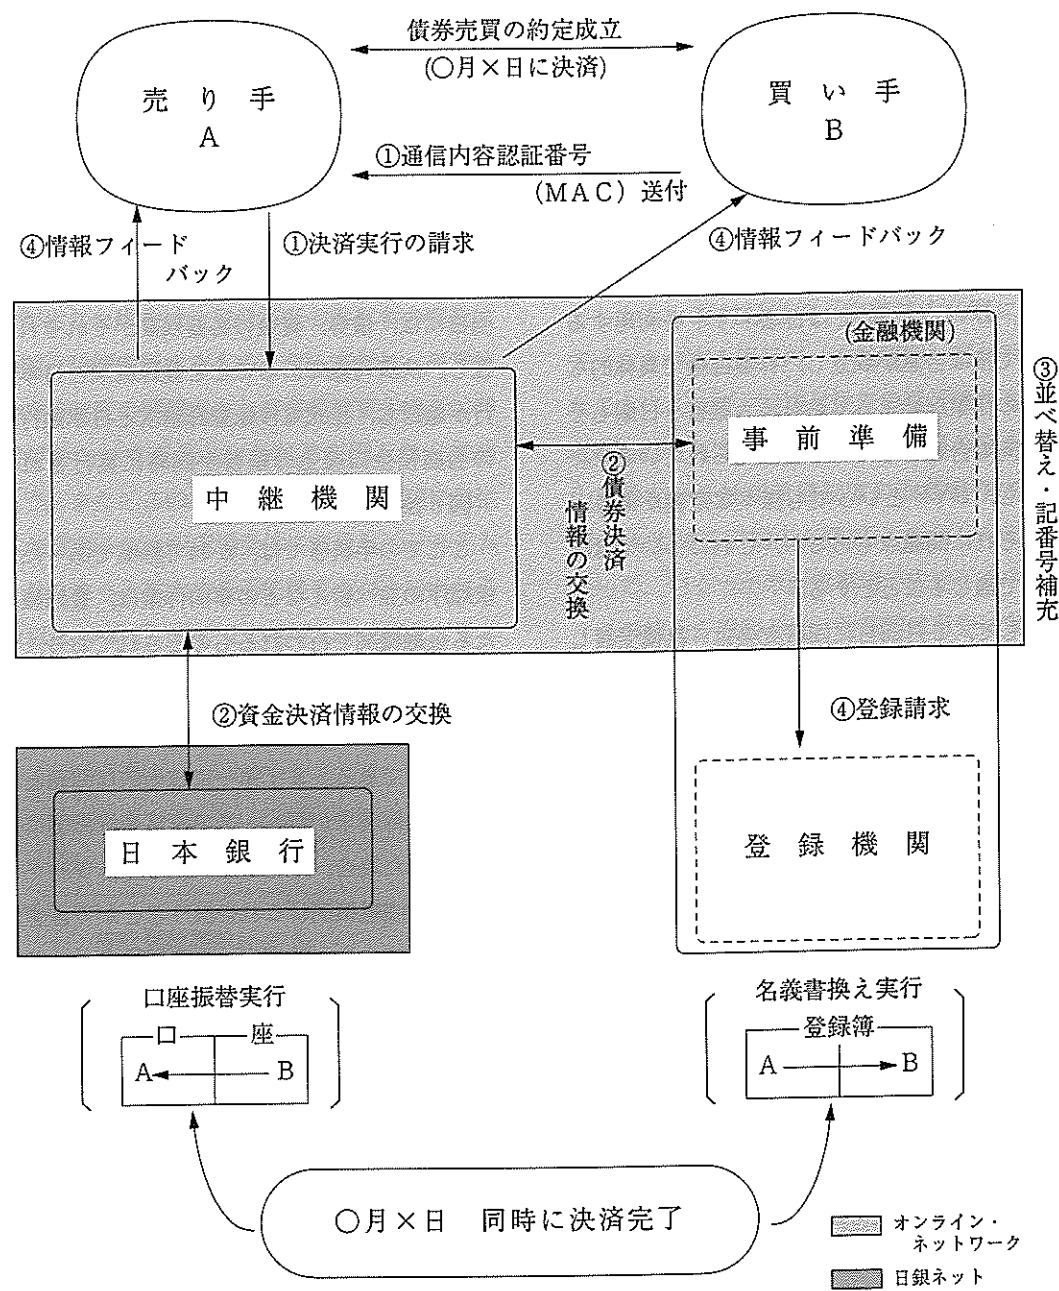 債券売買の約定成立
(〇月×日に決済)
売り手
A
買い手
B
①通信内容認証番号
(MAC)送付
④情報フィード
バック
①決済実行の請求
④情報フィードバック
(金融機関)
事前準備
③並べ替え・記番号補充
中継機関
②債券決済
情報の交換
②資金決済情報の交換
④登録請求
日本銀行
登録機関
口座振替実行
口座
A B
名義書換え実行
登録簿
A B
〇月×日 同時に決済完了
オンライン・
ネットワーク
日銀ネット